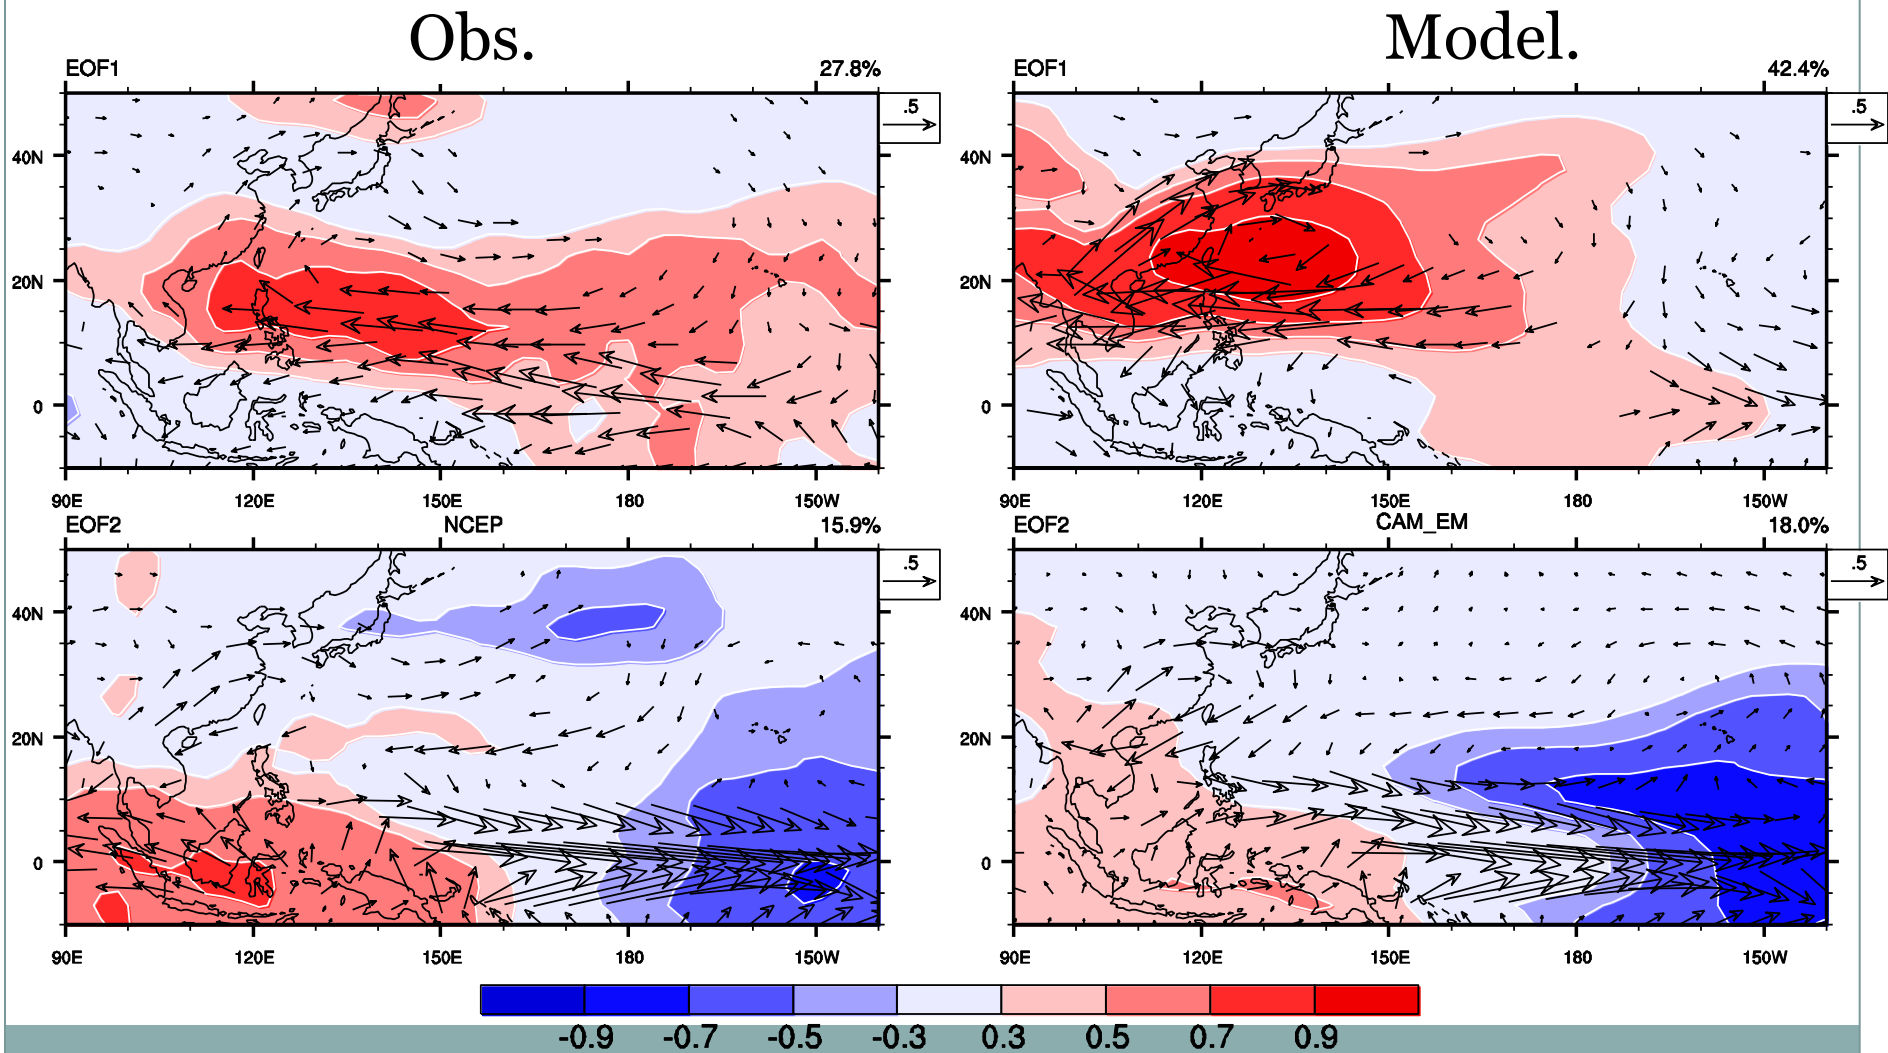 Obs.
Model.
EOF1
27.8%
EOF1
42.4%
.5
.5
40N
20N
0
40N
20N
0
90E
120E
150E
180
150W
90E
120E
150E
180
150W
EOF2
NCEP
15.9%
EOF2
CAM_EM
18.0%
.5
.5
40N
20N
0
40N
20N
0
90E
120E
150E
180
150W
90E
120E
150E
180
150W
-0.9 -0.7 -0.5 -0.3 0.3 0.5 0.7 0.9